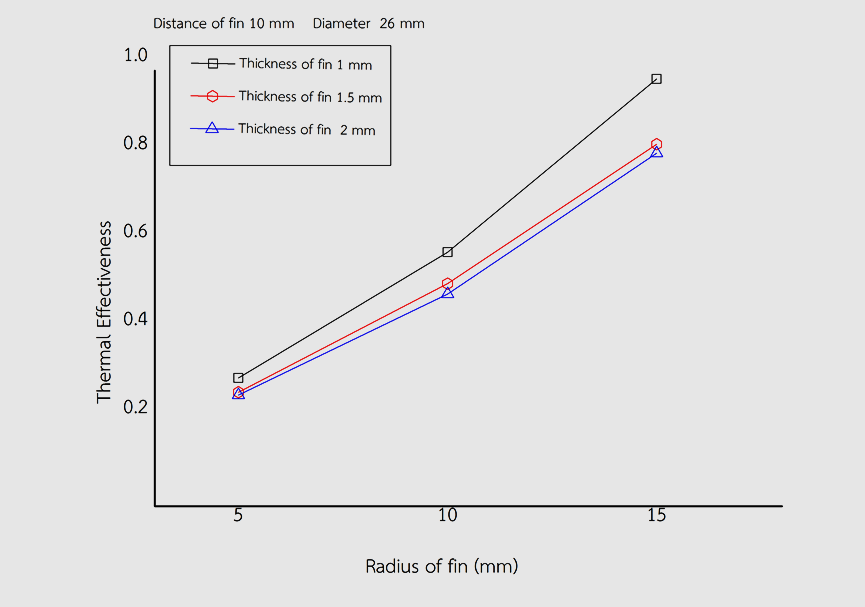 Distance of fin 10 mm    Diameter  26 mm
1.0
Thickness of fin 1 mm
Thickness of fin 1.5 mm
Thickness of fin  2 mm
0.8
0.6
0.4
0.2
Thermal Effectiveness
5 10 15
Radius of fin (mm)